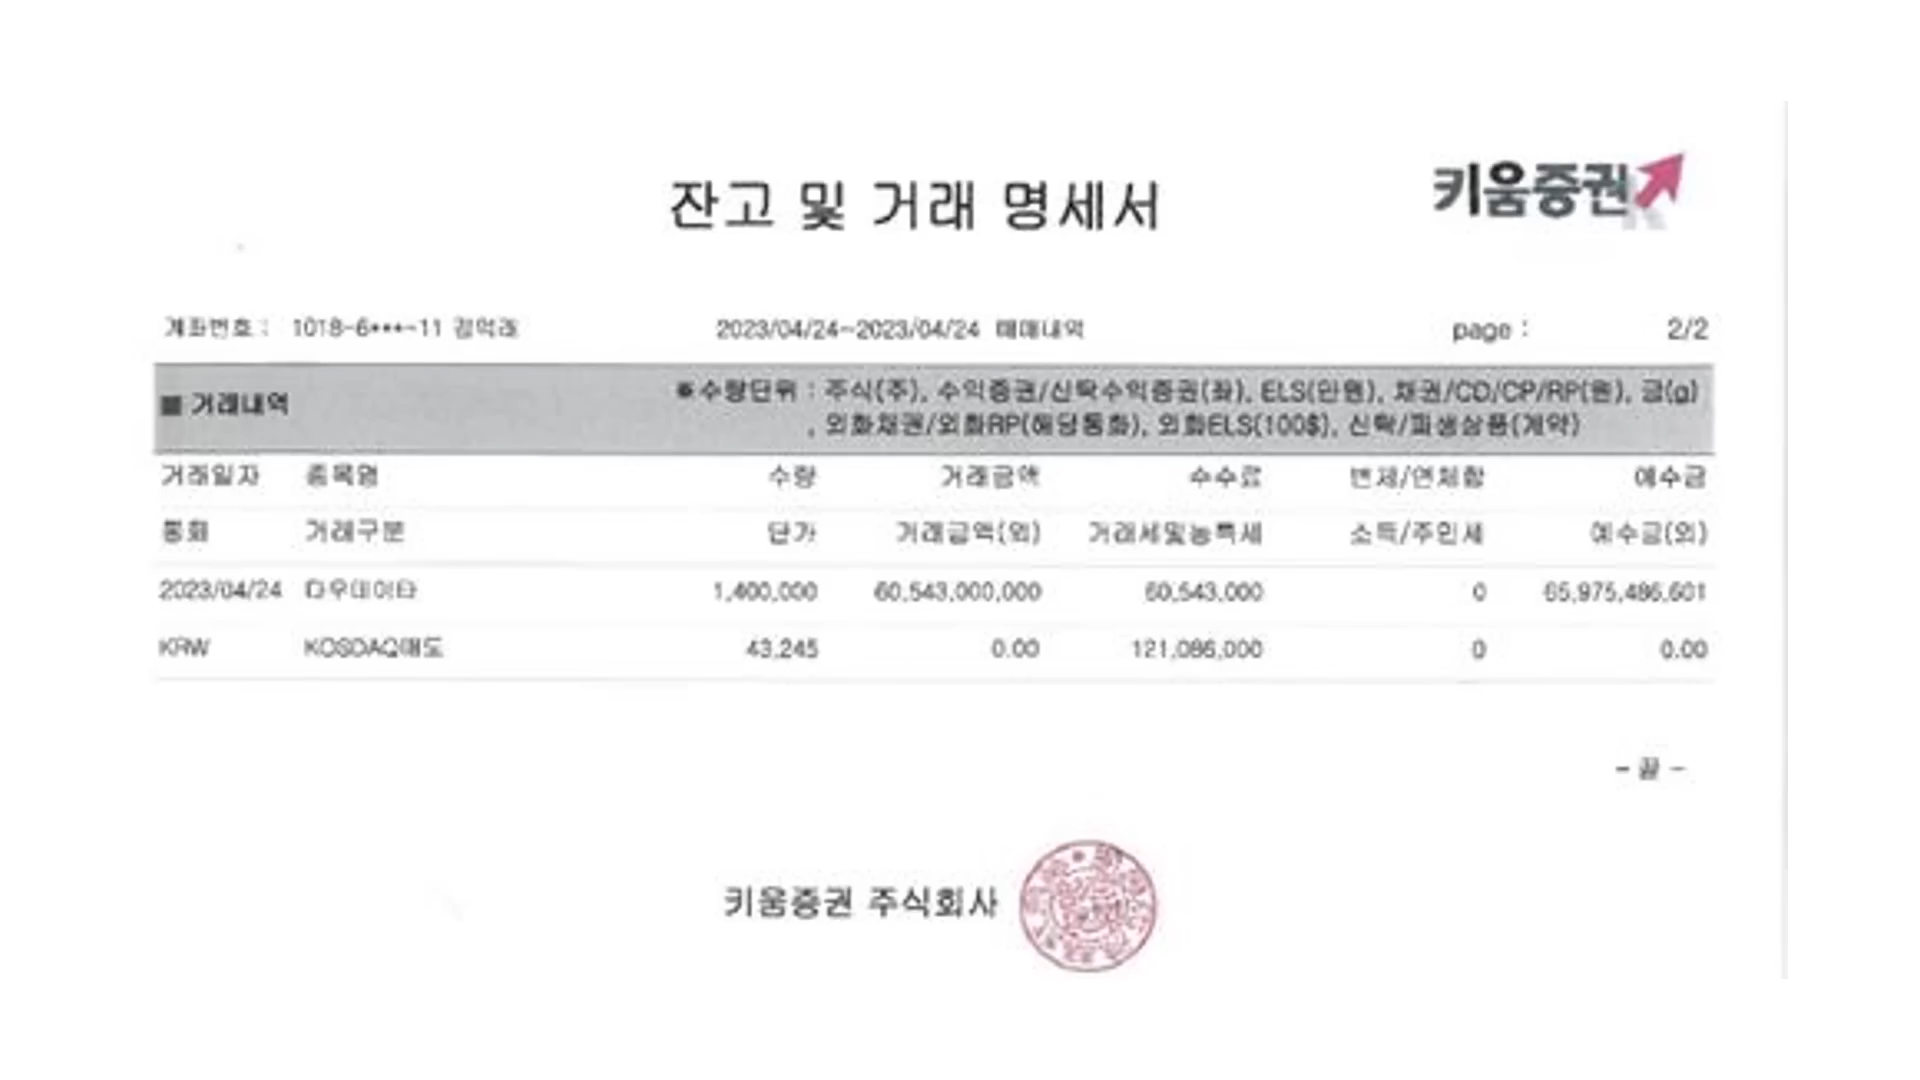 잔고 및 거래 명세서
키움증권
계좌번호 : 1018-6***-11 김익래 2023/04/24~2023/04/24 매매내역 page : 2/2
■ 거래내역 ※수량단위 : 주식(주), 수익증권/신탁수익증권(좌), ELS(만원), 채권/CD/CP/RP(원), 금(g)
, 외화채권/외화RP(해당통화), 외화ELS(100$), 신탁/파생상품(계약)
거래일자 종목명 수량 거래금액 수수료 변제/연체합 예수금
통화 거래구분 단가 거래금액(외) 거래세및농특세 소득/주민세 예수금(외)
2023/04/24 다우데이타 1,400,000 60,543,000,000 60,543,000 0 65,975,486,601
KRW KOSDAQ매도 43,245 0.00 121,086,000 0 0.00
- 끝 -
키움증권 주식회사